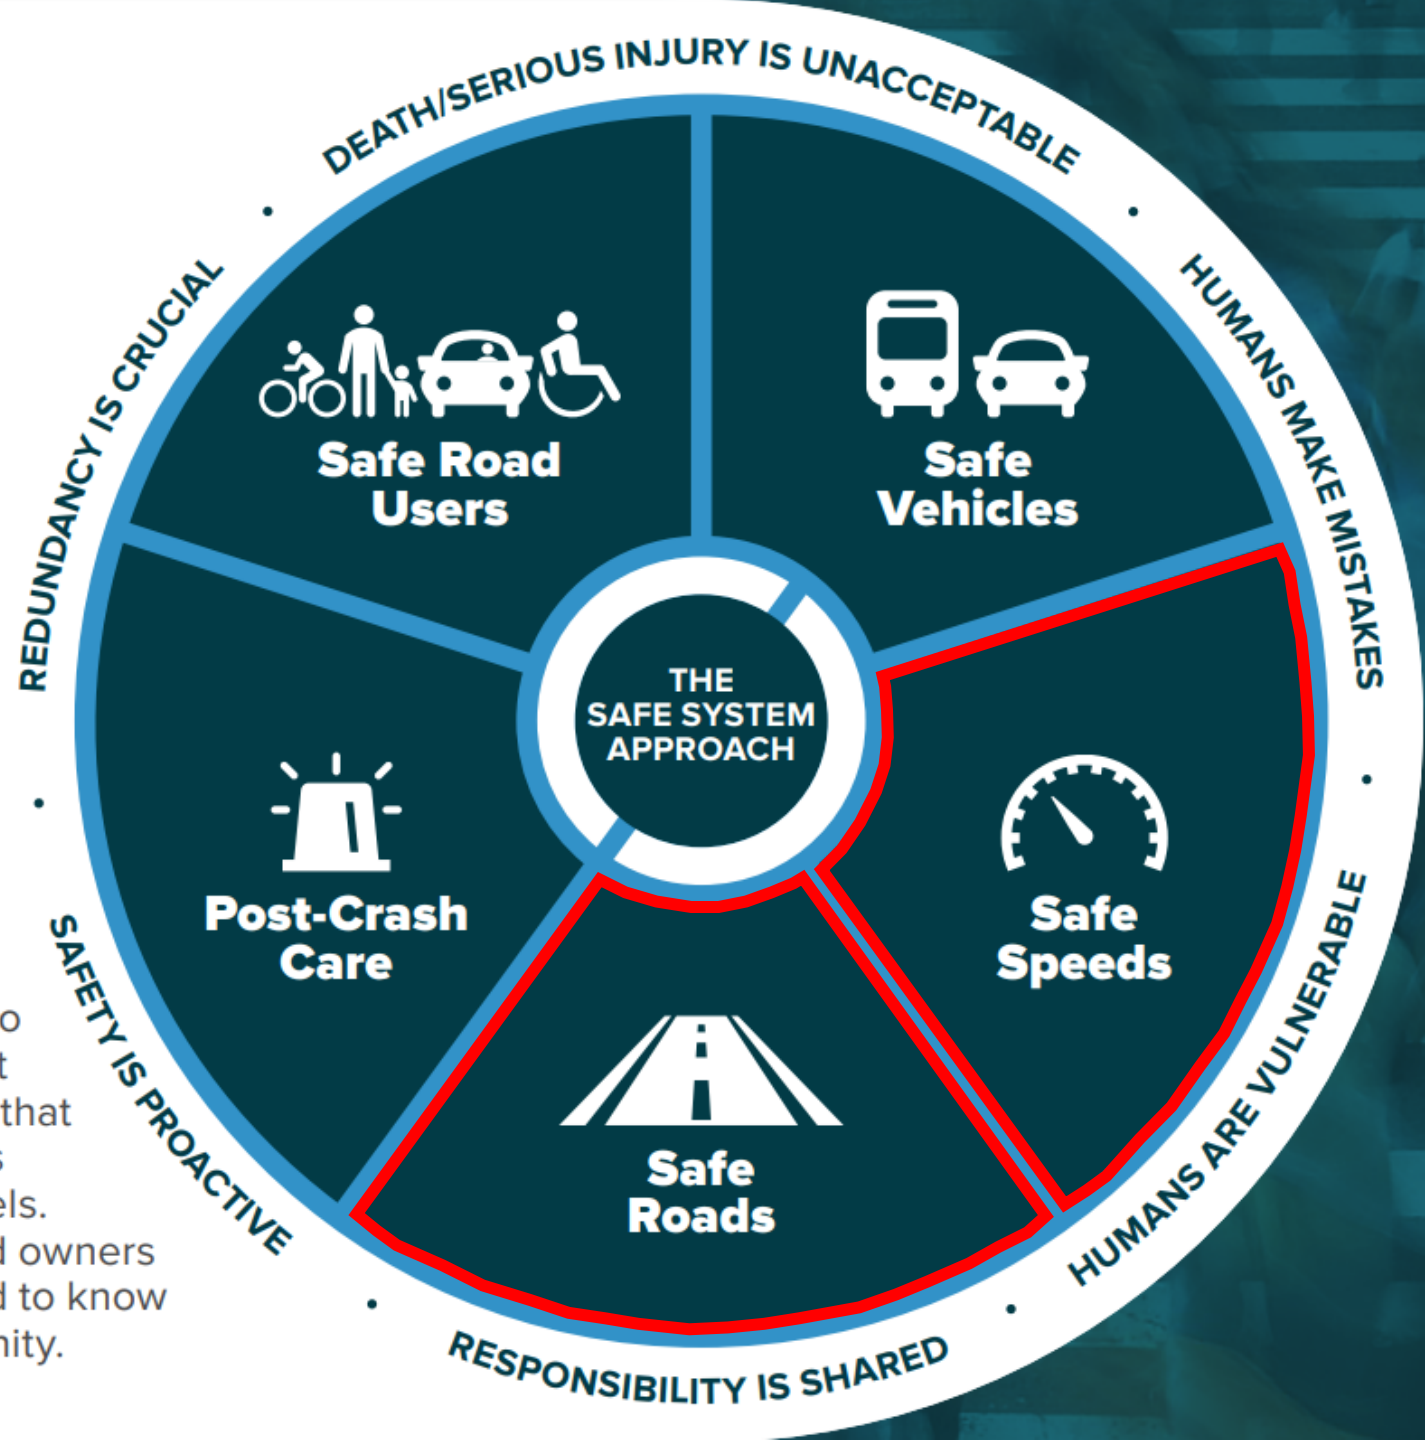 DEATH/SERIOUS INJURY IS UNACCEPTABLE
HUMANS MAKE MISTAKES
HUMANS ARE VULNERABLE
RESPONSIBILITY IS SHARED
SAFETY IS PROACTIVE
REDUNDANCY IS CRUCIAL
Safe Road
Users
Safe
Vehicles
THE
SAFE SYSTEM
APPROACH
Safe
Speeds
Safe
Roads
Post-Crash
Care
that
owners
to know